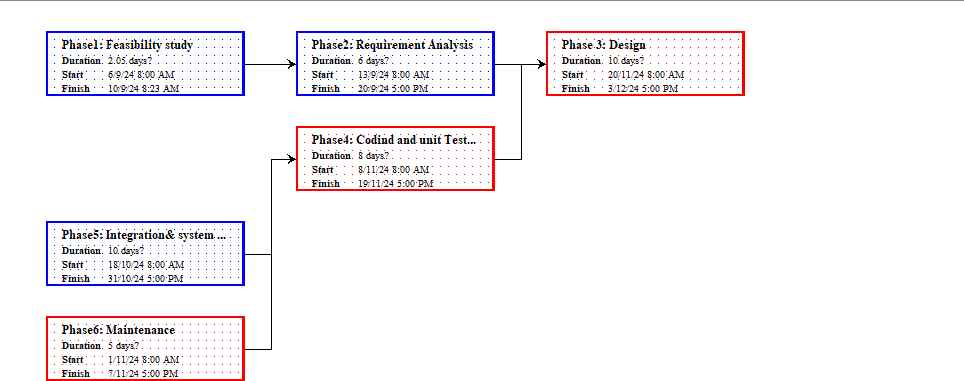 Phase1: Feasibility study
Duration. 2.05 days?
Start 6/9/24 8:00 AM
Finish 10/9/24 8:23 AM
Phase2: Requirement Analysis
Duration. 6 days?
Start 13/9/24 8:00 AM
Finish 20/9/24 5:00 PM
Phase 3: Design
Duration. 10 days?
Start 20/11/24 8:00 AM
Finish 3/12/24 5:00 PM
Phase4: Codind and unit Test...
Duration. 8 days?
Start 8/11/24 8:00 AM
Finish 19/11/24 5:00 PM
Phase5: Integration& system ...
Duration. 10 days?
Start 18/10/24 8:00 AM
Finish 31/10/24 5:00 PM
Phase6: Maintenance
Duration. 5 days?
Start 1/11/24 8:00 AM
Finish 7/11/24 5:00 PM